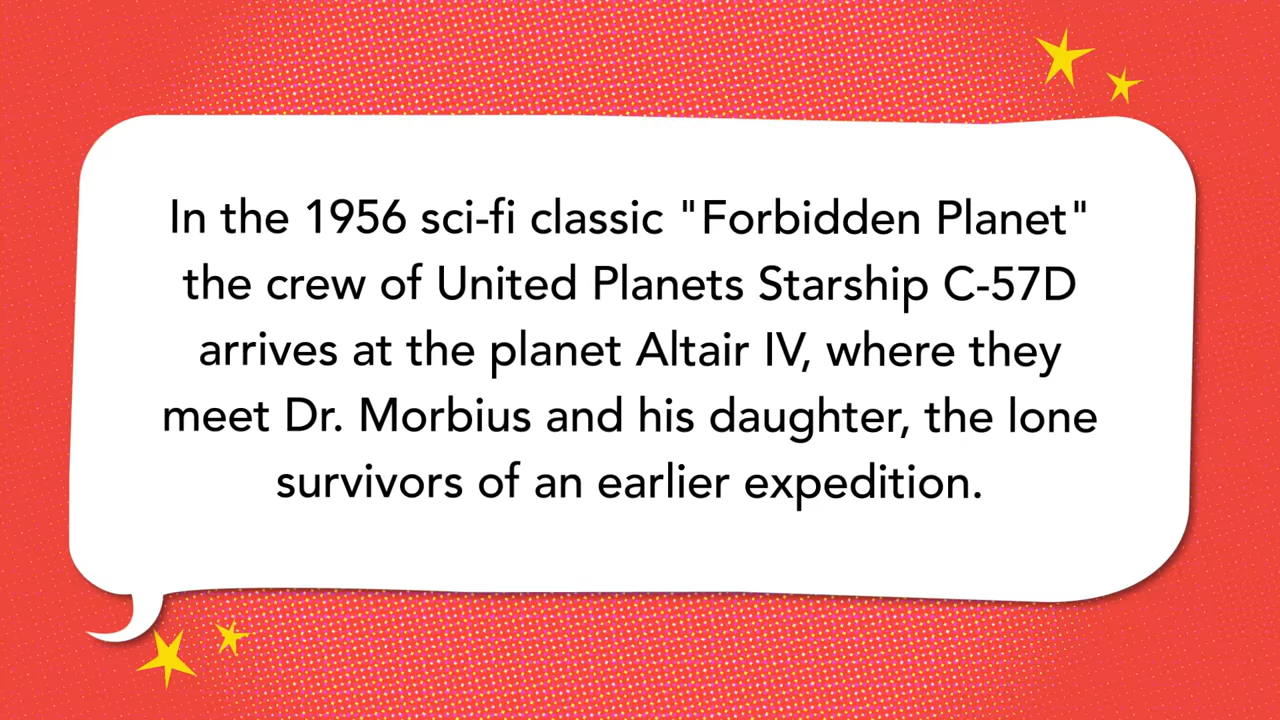 In the 1956 sci-fi classic "Forbidden Planet"
the crew of United Planets Starship C-57D
arrives at the planet Altair IV, where they
meet Dr. Morbius and his daughter, the lone
survivors of an earlier expedition.